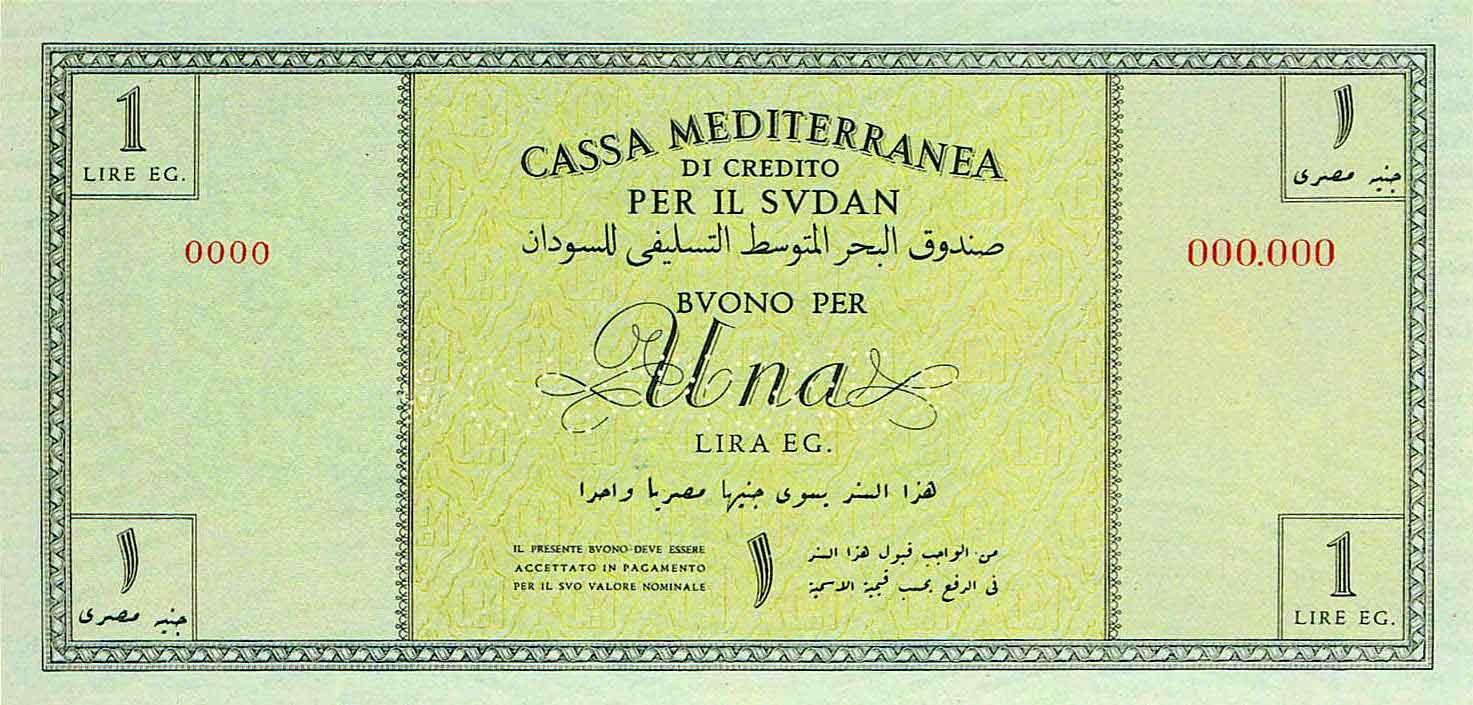 1
LIRE EG.
١
جنيه مصرى
CASSA MEDITERRANEA
DI CREDITO
PER IL SVDAN
صندوق البحر المتوسط التسليفى للسودان
0000
000.000
BVONO PER
Una
LIRA EG.
هذا السند يسوى جنيها مصريا واحدا
IL PRESENTE BVONO DEVE ESSERE
ACCETTATO IN PAGAMENTO
PER IL SVO VALORE NOMINALE
١
من الواجب قبول هذا السند
فى الدفع بحسب قيمته الاسمية
١
جنيه مصرى
1
LIRE EG.